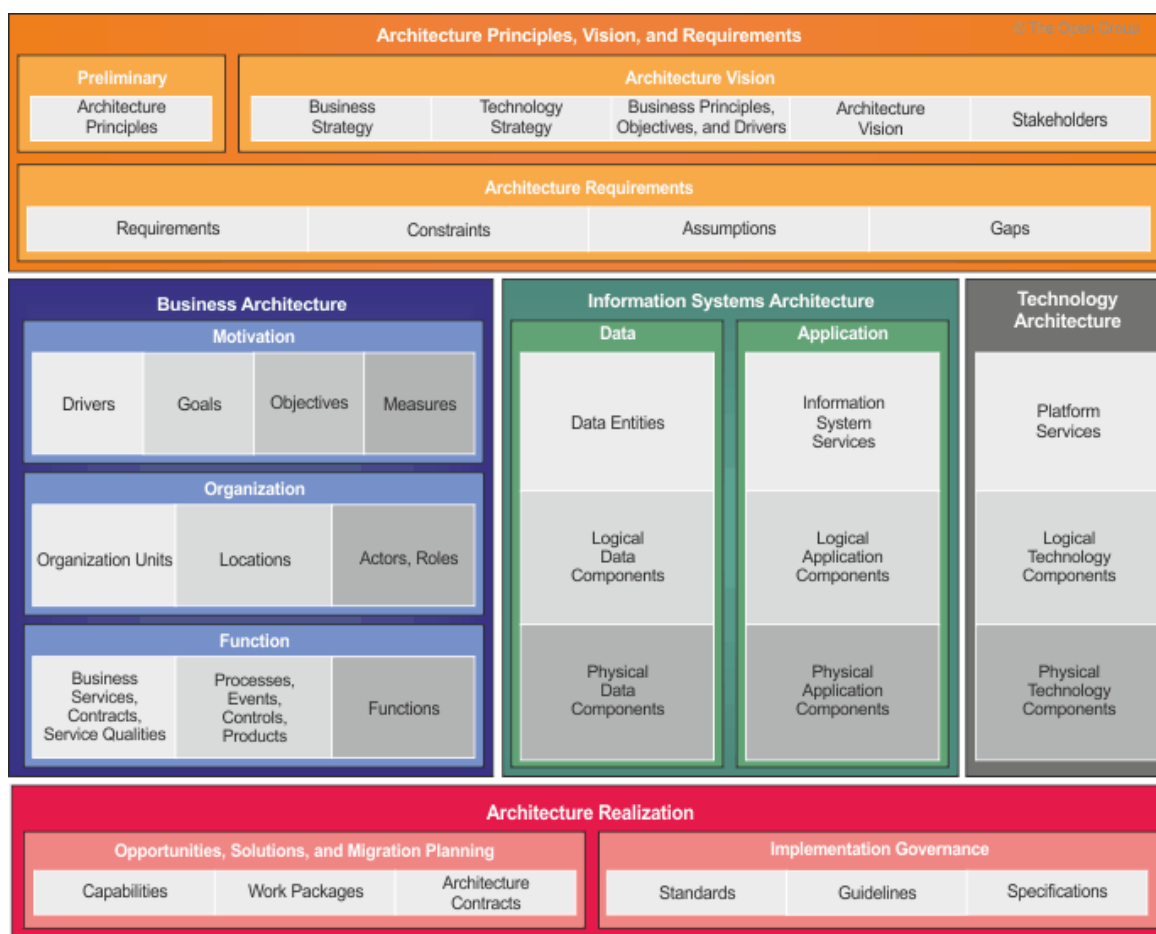 Architecture Principles, Vision, and Requirements
© The Open Group
Preliminary
Architecture
Principles
Architecture Vision
Business
Strategy
Technology
Strategy
Business Principles,
Objectives, and Drivers
Architecture
Vision
Stakeholders
Architecture Requirements
Requirements
Constraints
Assumptions
Gaps
Business Architecture
Motivation
Drivers
Goals
Objectives
Measures
Organization
Organization Units
Locations
Actors, Roles
Function
Business
Services,
Contracts,
Service Qualities
Processes,
Events,
Controls,
Products
Functions
Information Systems Architecture
Data
Data Entities
Logical
Data
Components
Physical
Data
Components
Application
Information
System
Services
Logical
Application
Components
Physical
Application
Components
Technology
Architecture
Platform
Services
Logical
Technology
Components
Physical
Technology
Components
Architecture Realization
Opportunities, Solutions, and Migration Planning
Capabilities
Work Packages
Architecture
Contracts
Implementation Governance
Standards
Guidelines
Specifications